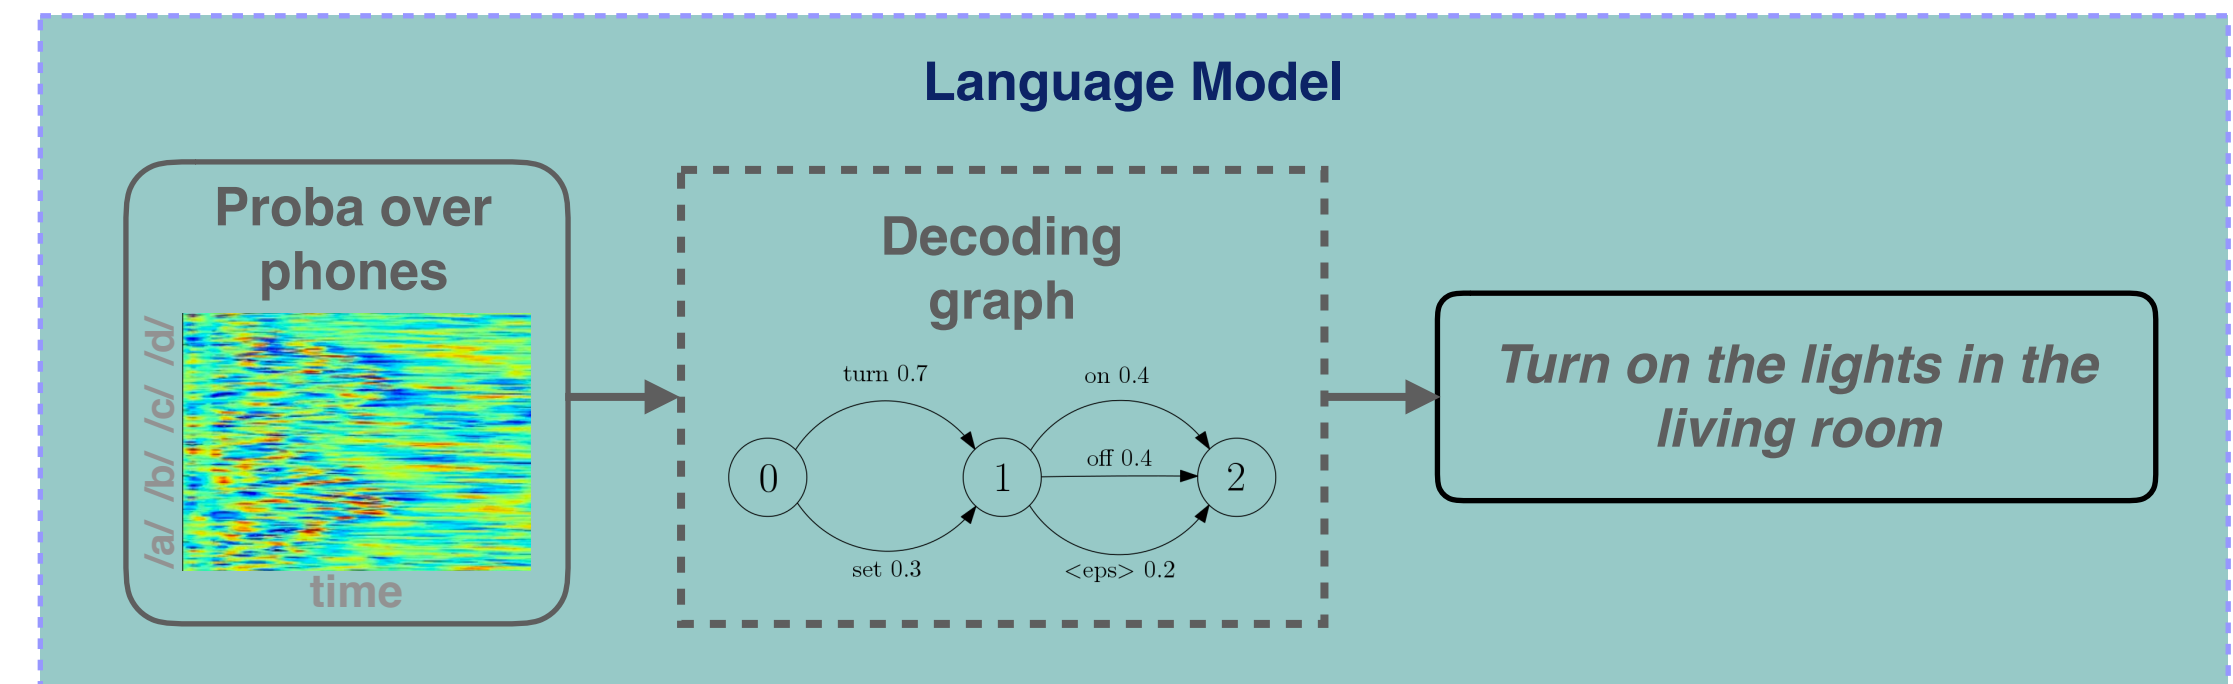 Language Model
Proba over
phones
/d/
/c/
/b/
/a/
time
Decoding
graph
turn 0.7
on 0.4
off 0.4
0
1
2
set 0.3
<eps> 0.2
Turn on the lights in the
living room